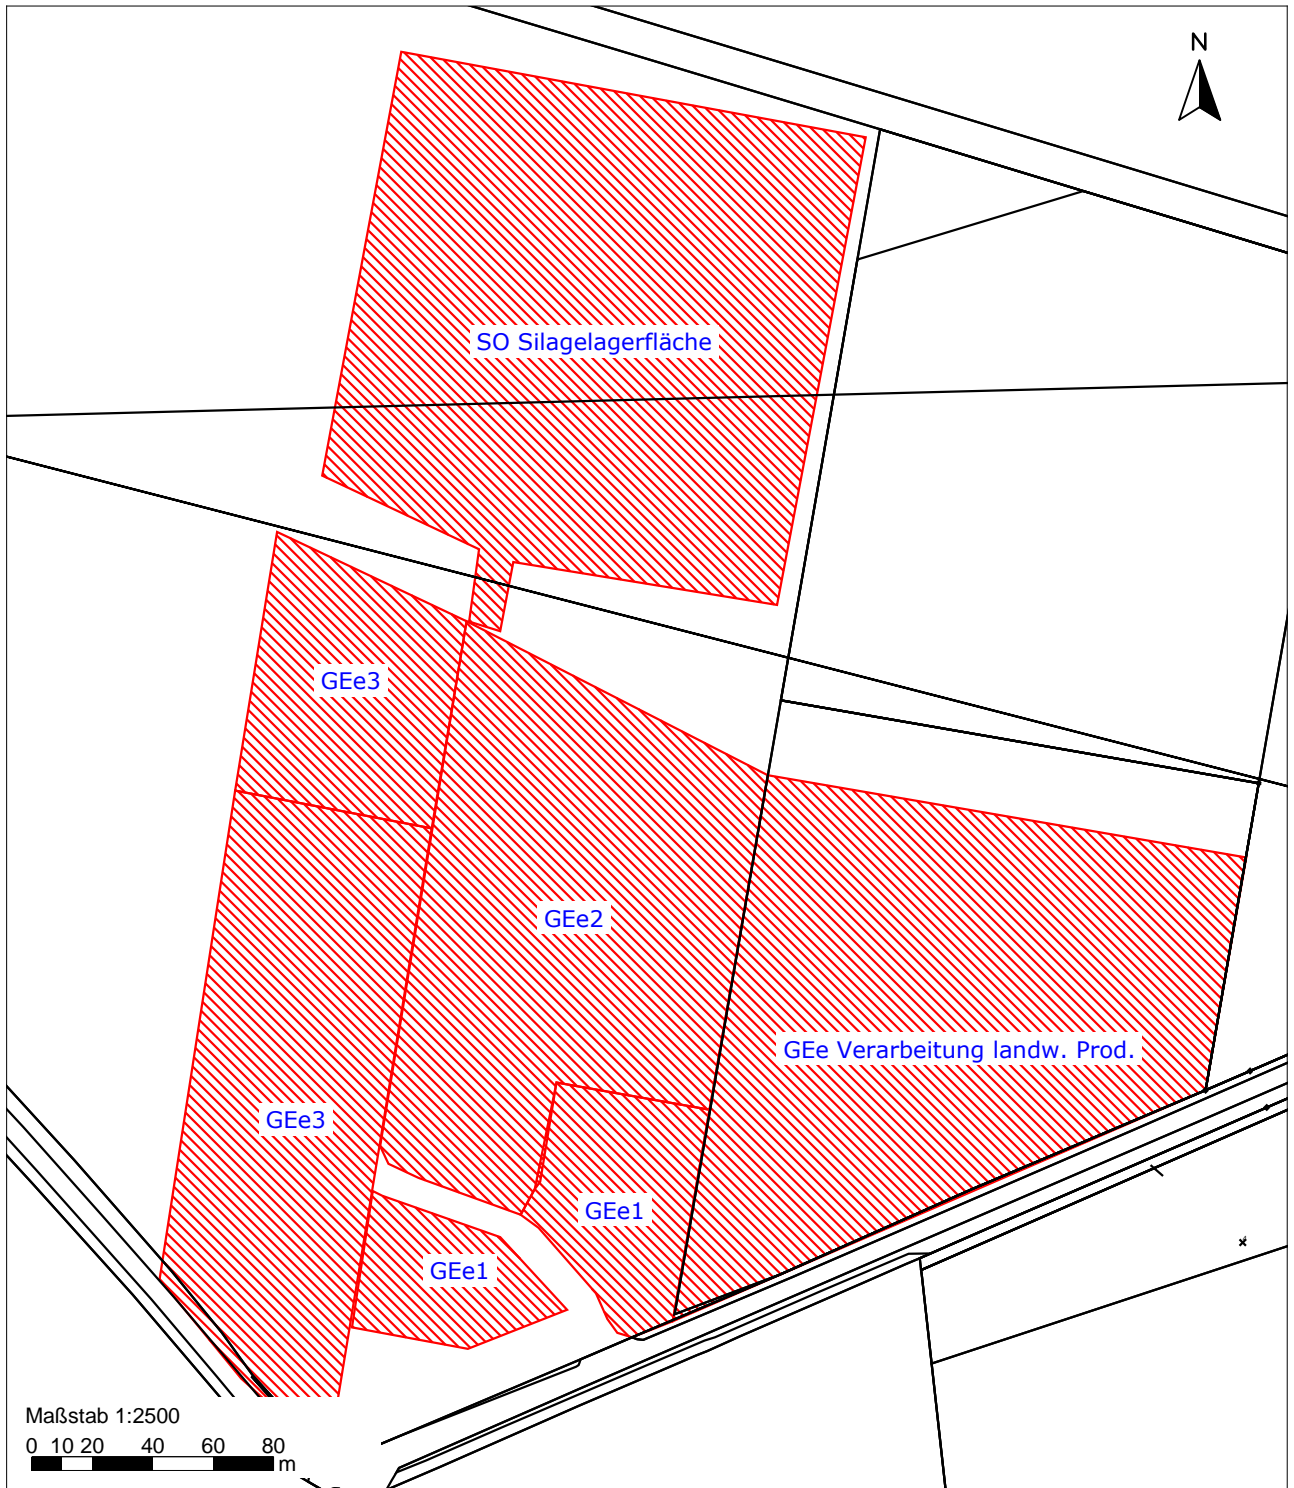 N
SO Silagelagerfläche
GEe3
GEe2
GEe Verarbeitung landw. Prod.
GEe3
GEe1
GEe1
Maßstab 1:2500
0 10 20 40 60 80
m